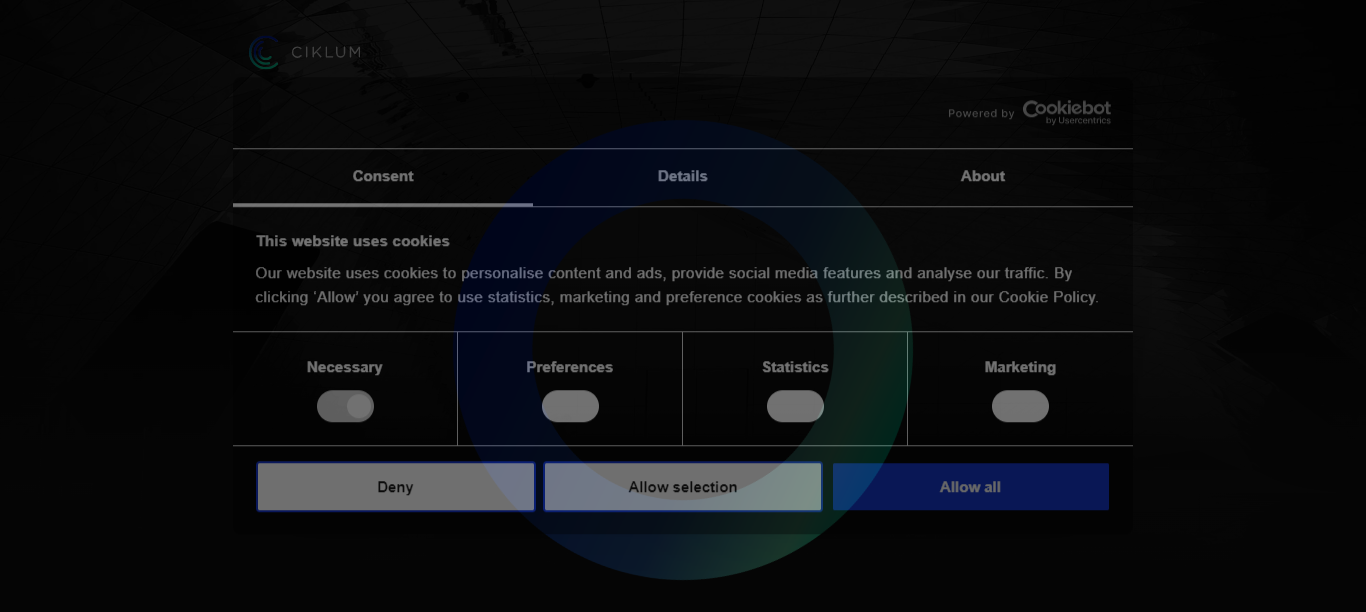 CIKLUM
Powered by Cookiebot
by Usercentrics
Consent Details About
This website uses cookies
Our website uses cookies to personalise content and ads, provide social media features and analyse our traffic. By
clicking 'Allow' you agree to use statistics, marketing and preference cookies as further described in our Cookie Policy.
Necessary Preferences Statistics Marketing
Deny Allow selection Allow all